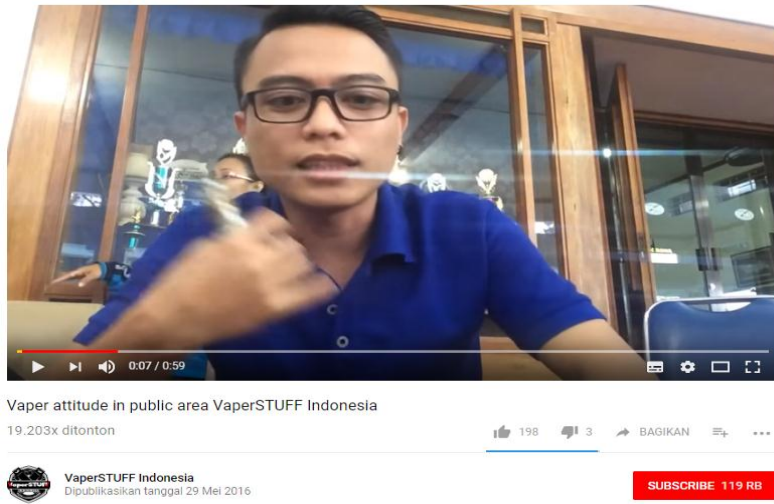 0:07 / 0:59
Vaper attitude in public area VaperSTUFF Indonesia
19.203x ditonton
198 3 BAGIKAN
VaperSTUFF
VaperSTUFF Indonesia
Dipublikasikan tanggal 29 Mei 2016
SUBSCRIBE 119 RB